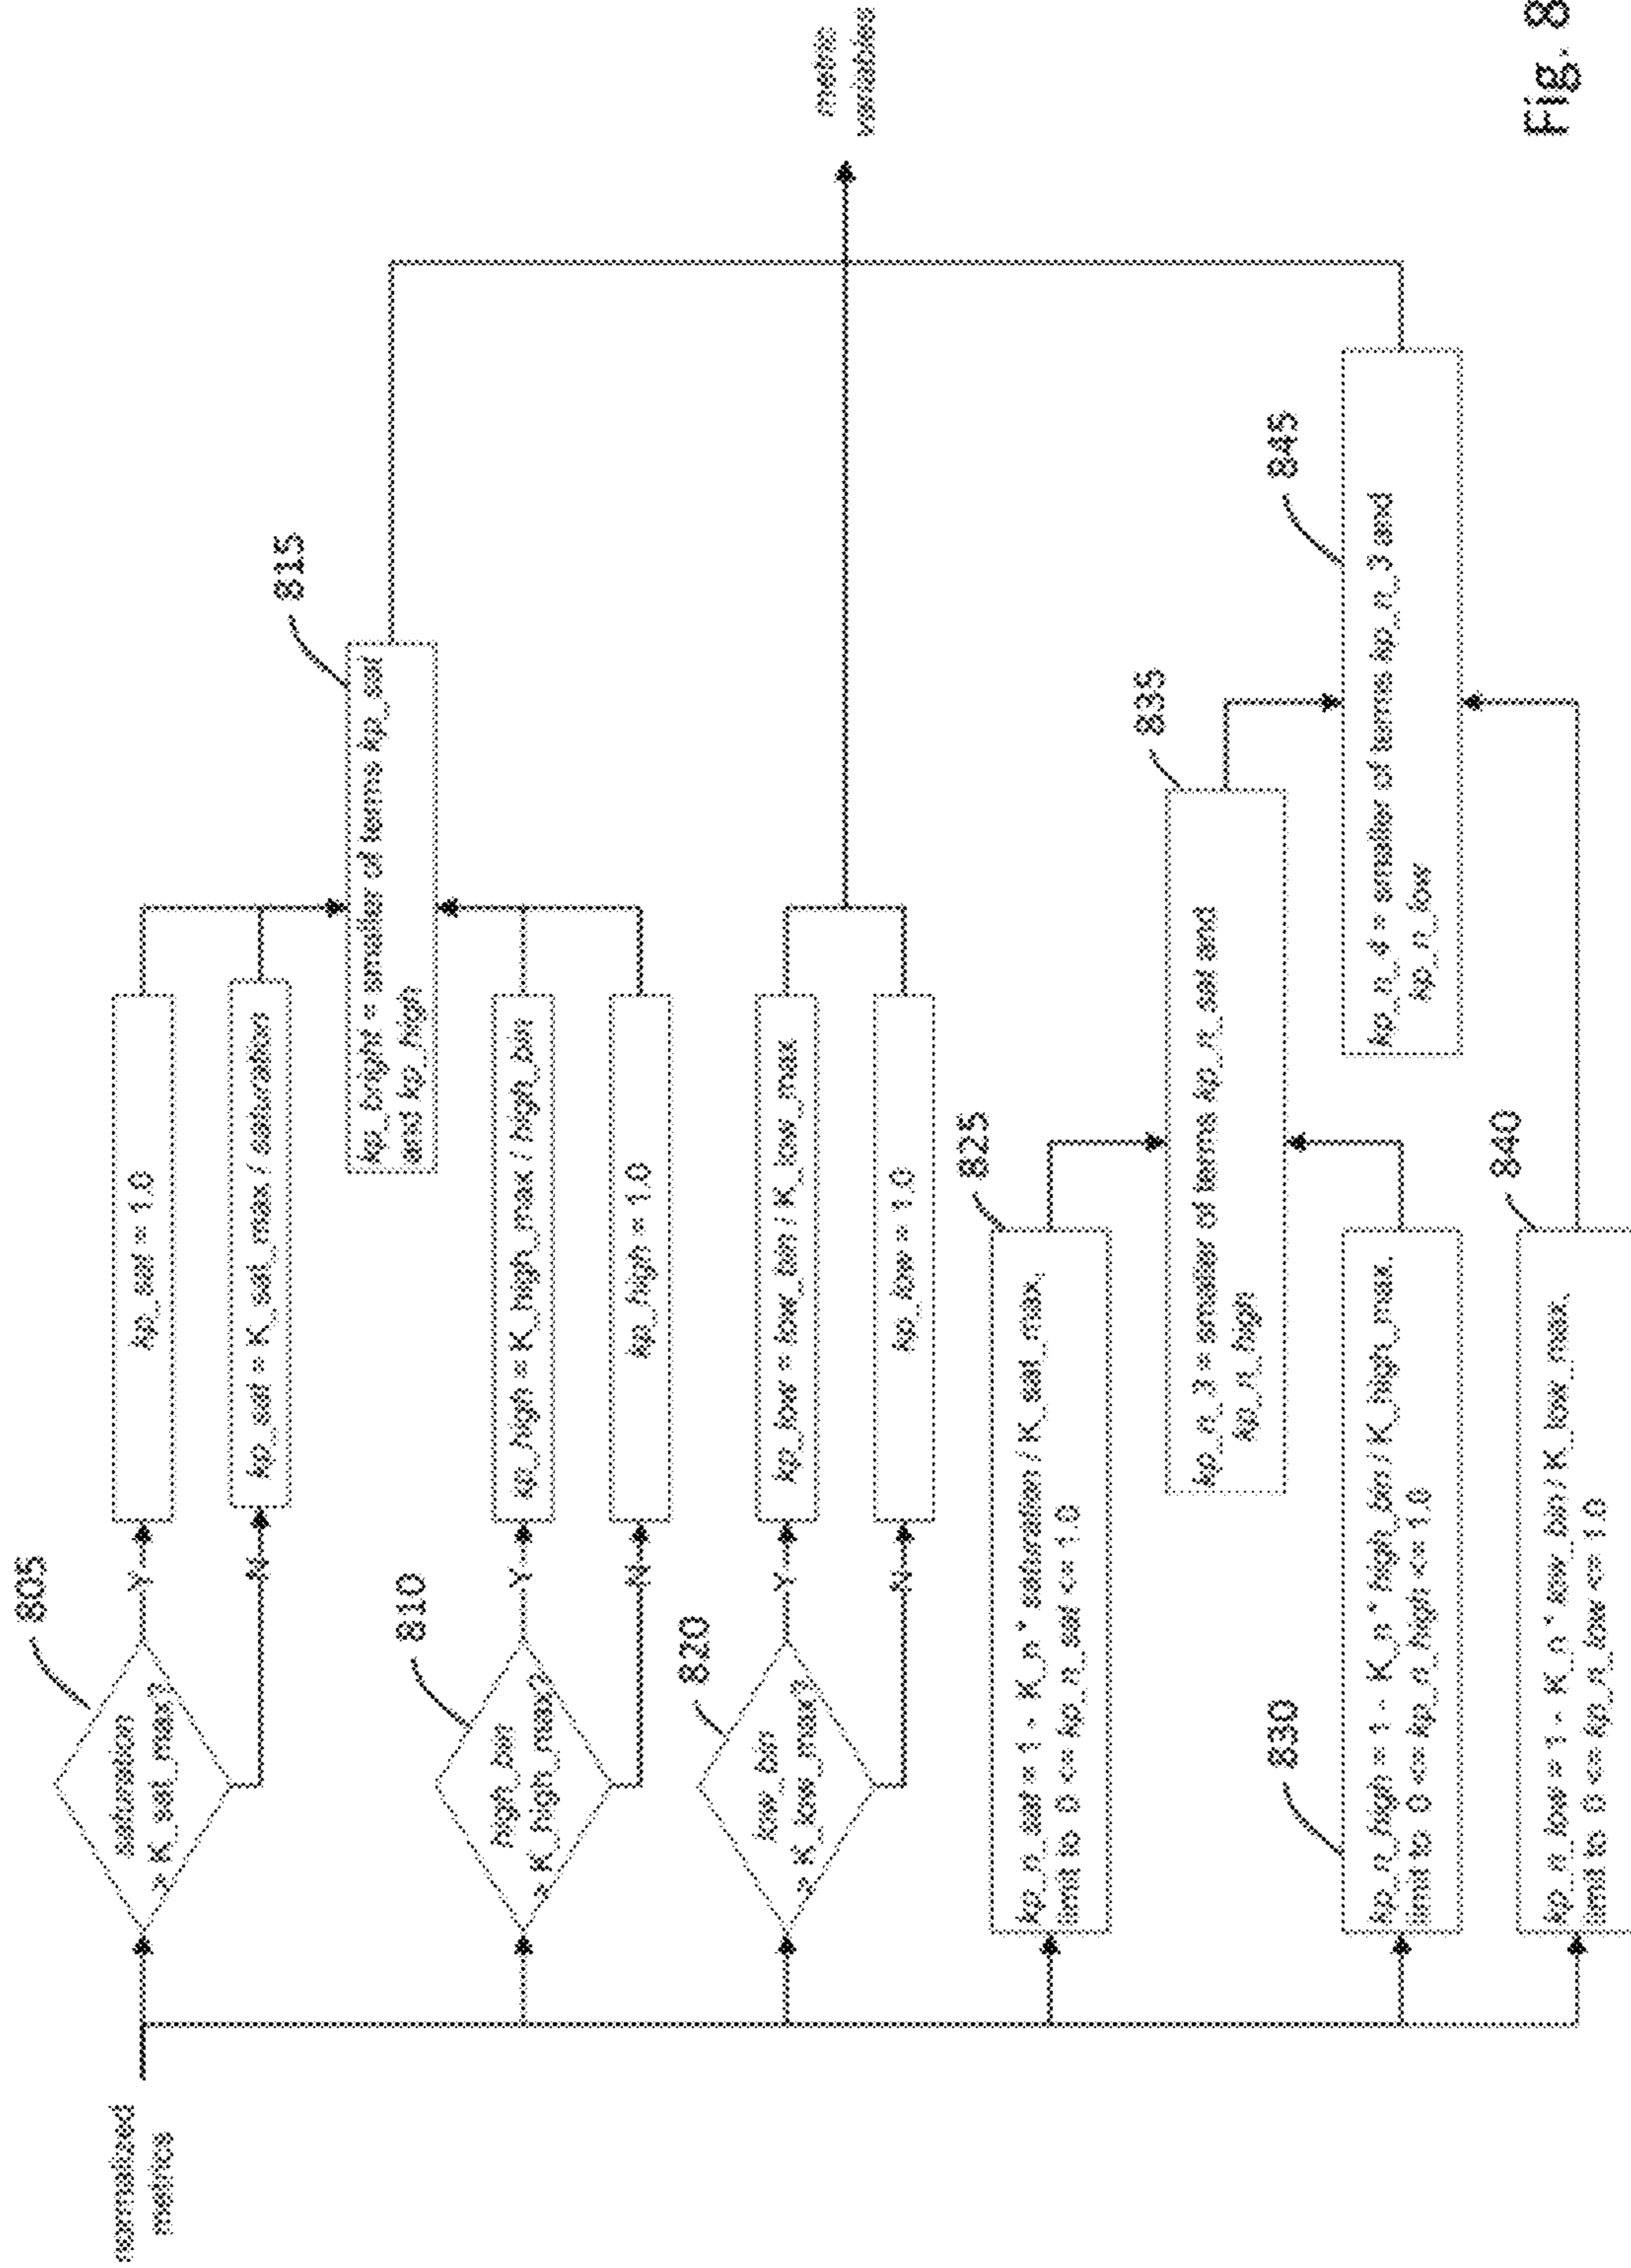 normalized
metrics
805
saturation
> K_sat_max?
Y
kp_sat = 1.0
N
kp_sat = K_sat_max / saturation
815
kp_bright = smaller of terms kp_sat
and kp_high
810
high_bin
> K_high_max?
Y
kp_high = K_high_max / high_bin
N
kp_high = 1.0
820
low_bin
> K_low_max?
Y
kp_low = low_bin / K_low_max
N
kp_low = 1.0
metric
variables
825
kp_n_sat = 1 - K_n * saturation / K_sat_max,
limit to 0 <= kp_n_sat <= 1.0
835
kp_n_3 = smaller of terms kp_n_sat and
kp_n_high
830
kp_n_high = 1 - K_n * high_bin / K_high_max,
limit to 0 <= kp_n_high <= 1.0
845
kp_n_4 = smaller of terms kp_n_3 and
kp_n_low
840
kp_n_low = 1 - K_n * low_bin / K_low_max,
limit to 0 <= kp_n_low <= 1.0
Fig. 8